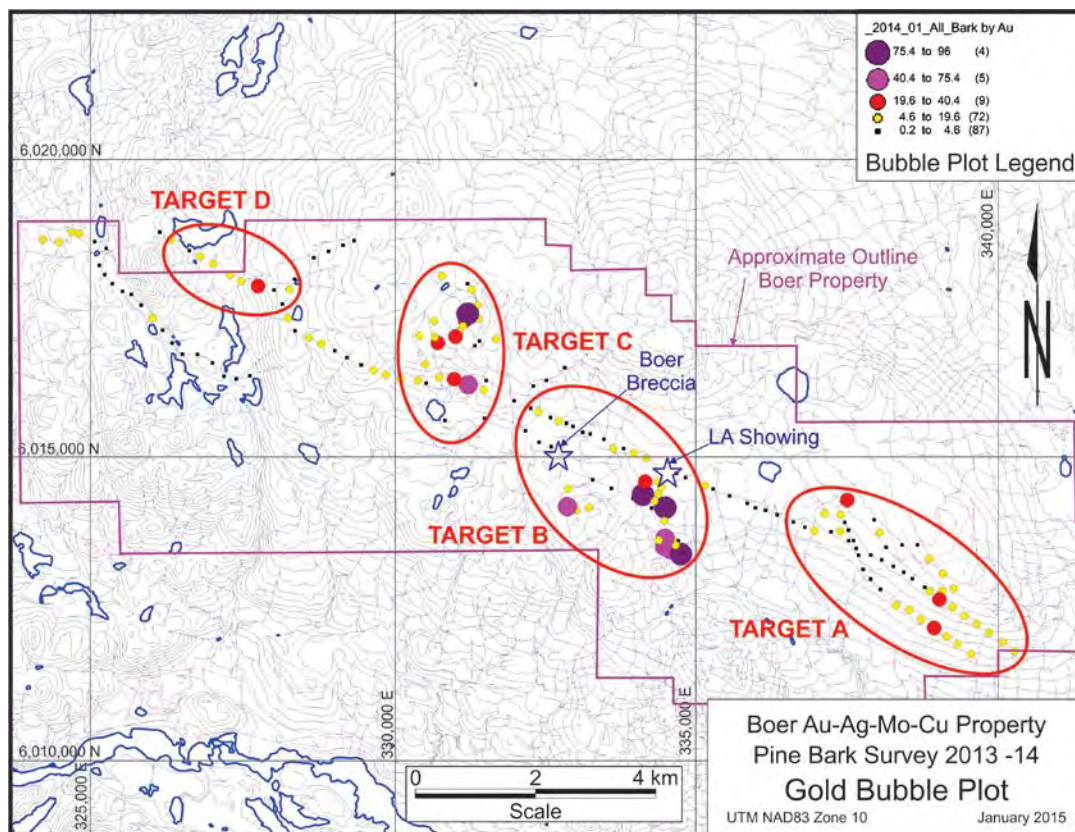 _2014_01_All_Bark by Au
75.4 to 96 (4)
40.4 to 75.4 (5)
19.6 to 40.4 (9)
4.6 to 19.6 (72)
0.2 to 4.6 (87)
Bubble Plot Legend
6,020,000 N
340,000 E
TARGET D
Approximate Outline
Boer Property
N
TARGET C
Boer
Breccia
LA Showing
6,015,000 N
TARGET B
TARGET A
6,010,000 N
325,000 E
330,000 E
335,000 E
0 2 4 km
Scale
Boer Au-Ag-Mo-Cu Property
Pine Bark Survey 2013 -14
Gold Bubble Plot
UTM NAD83 Zone 10 January 2015